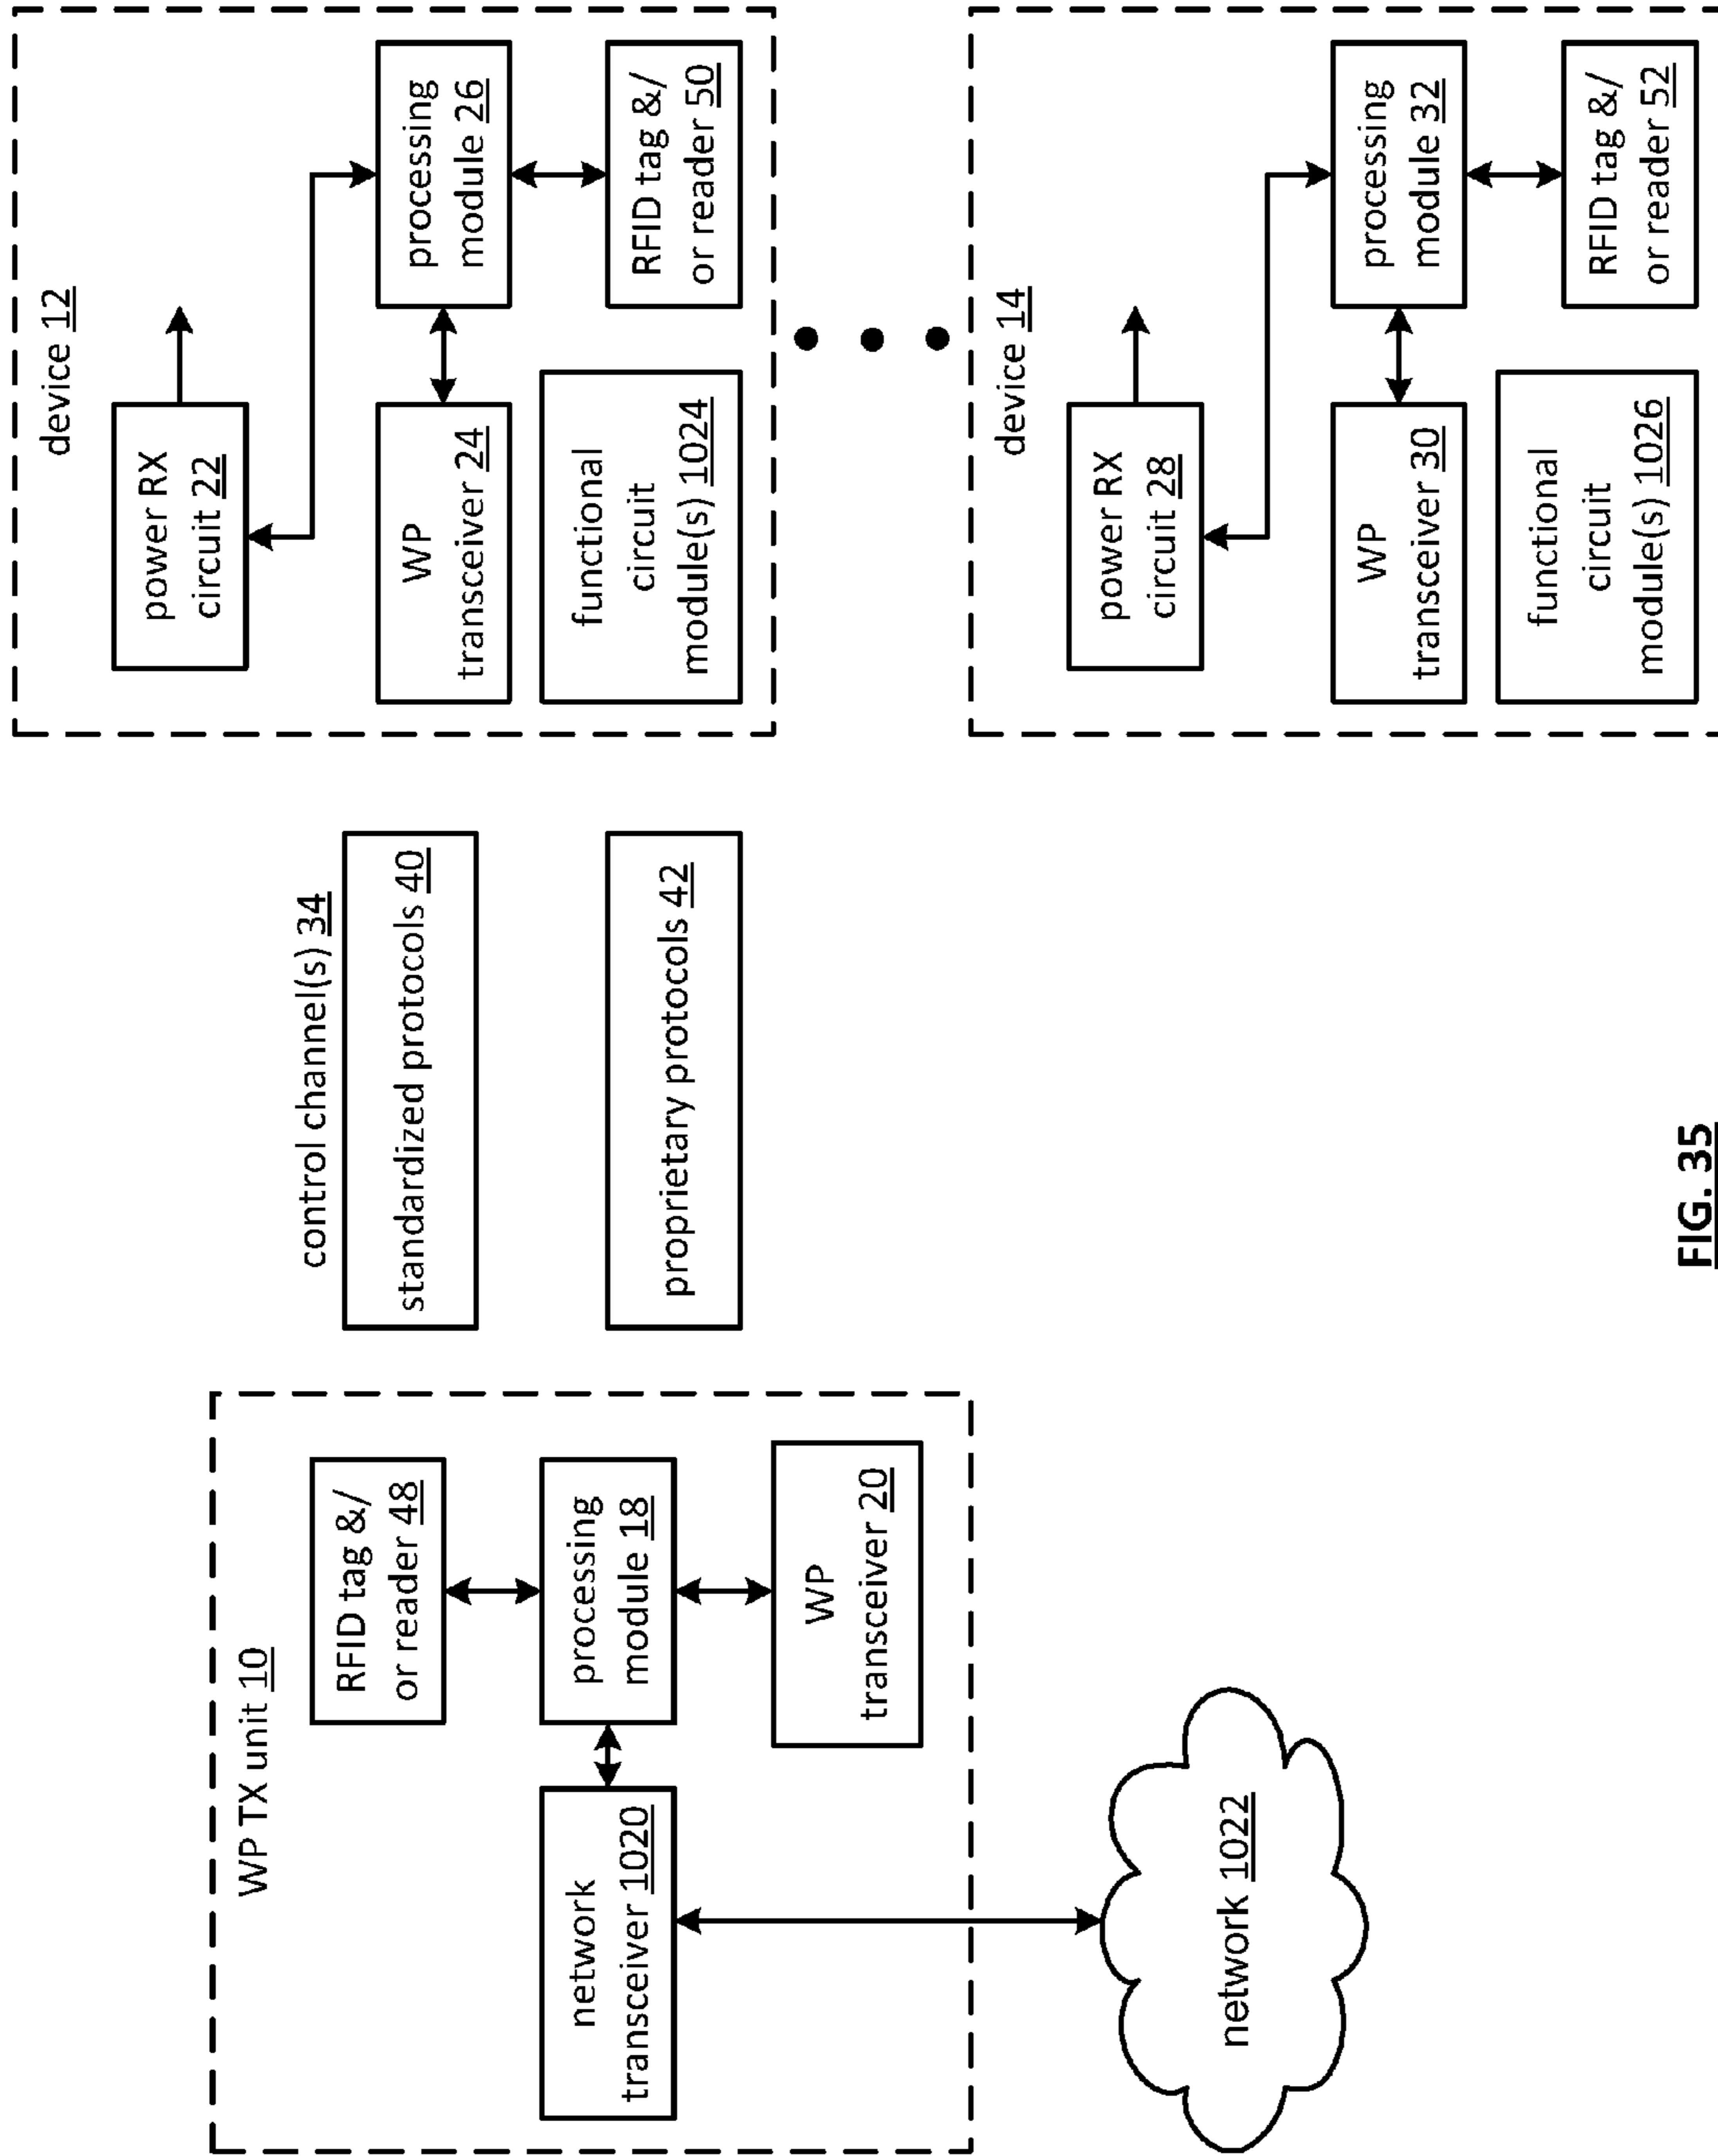 WP TX unit 10
RFID tag &/
or reader 48
processing
module 18
network
transceiver 1020
WP
transceiver 20
network 1022
control channel(s) 34
standardized protocols 40
proprietary protocols 42
device 12
power RX
circuit 22
WP
transceiver 24
processing
module 26
functional
circuit
module(s) 1024
RFID tag &/
or reader 50
device 14
power RX
circuit 28
WP
transceiver 30
processing
module 32
functional
circuit
module(s) 1026
RFID tag &/
or reader 52
FIG. 35